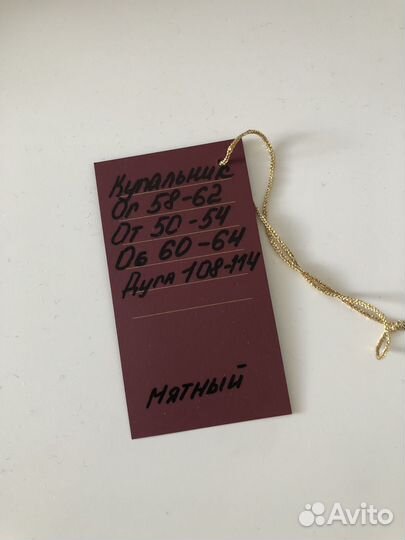 Купальник
Ог 58-62
От 50-54
Об 60-64
Дуга 108-114
мятный
Avito